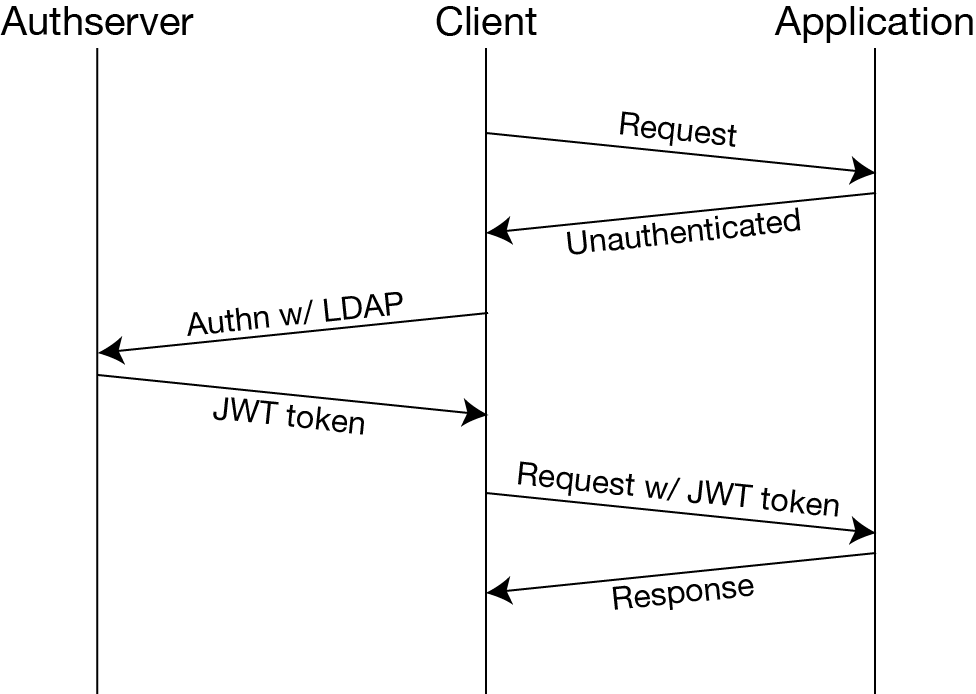 Authserver
Client
Application
Request
Unauthenticated
Authn w/ LDAP
JWT token
Request w/ JWT token
Response